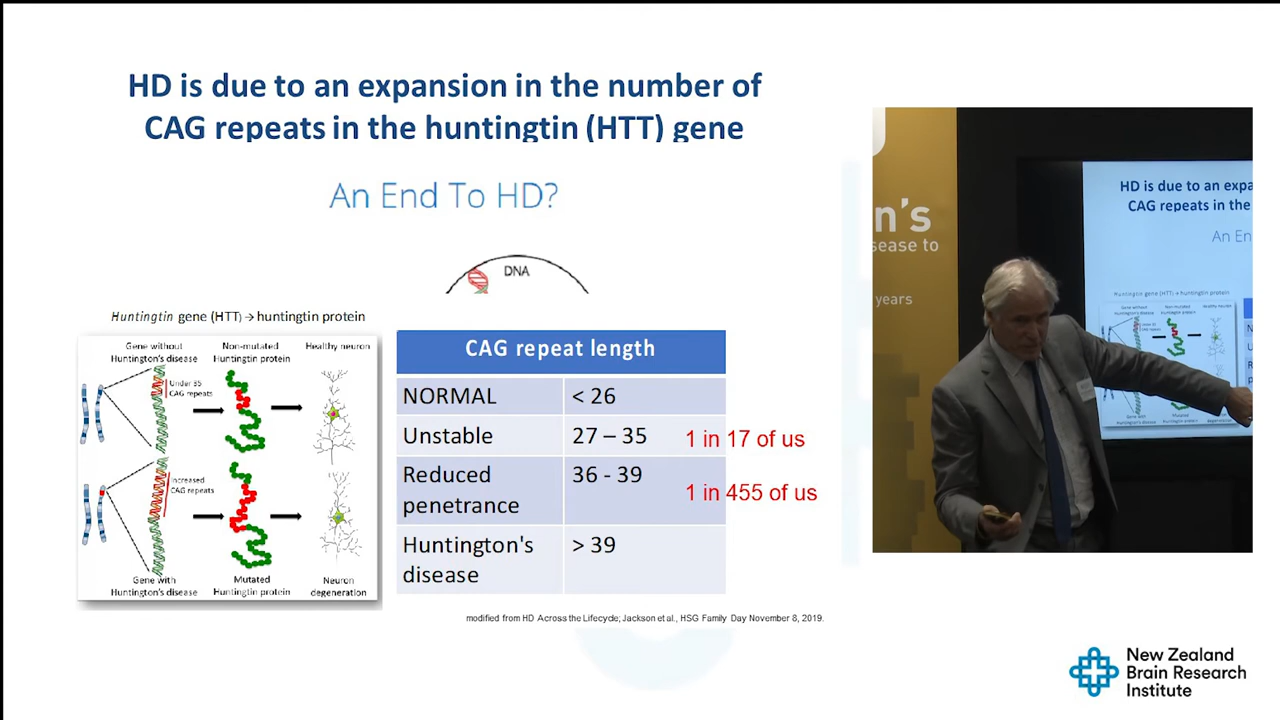 HD is due to an expansion in the number of
CAG repeats in the huntingtin (HTT) gene
An End To HD?
DNA
Huntingtin gene (HTT) → huntingtin protein
Gene without
Huntington's disease
Non-mutated
Huntingtin protein
Healthy neuron
Under 35
CAG repeats
Increased
CAG repeats
Gene with
Huntington's disease
Mutated
Huntingtin protein
Neuron
degeneration
CAG repeat length
NORMAL < 26
Unstable 27 – 35 1 in 17 of us
Reduced
penetrance 36 - 39 1 in 455 of us
Huntington's
disease > 39
modified from HD Across the Lifecycle; Jackson et al., HSG Family Day November 8, 2019.
n's
sease to
years
HD is due to an expa
CAG repeats in the
An En
Huntingtin gene (HTT) → huntingtin protein
New Zealand
Brain Research
Institute